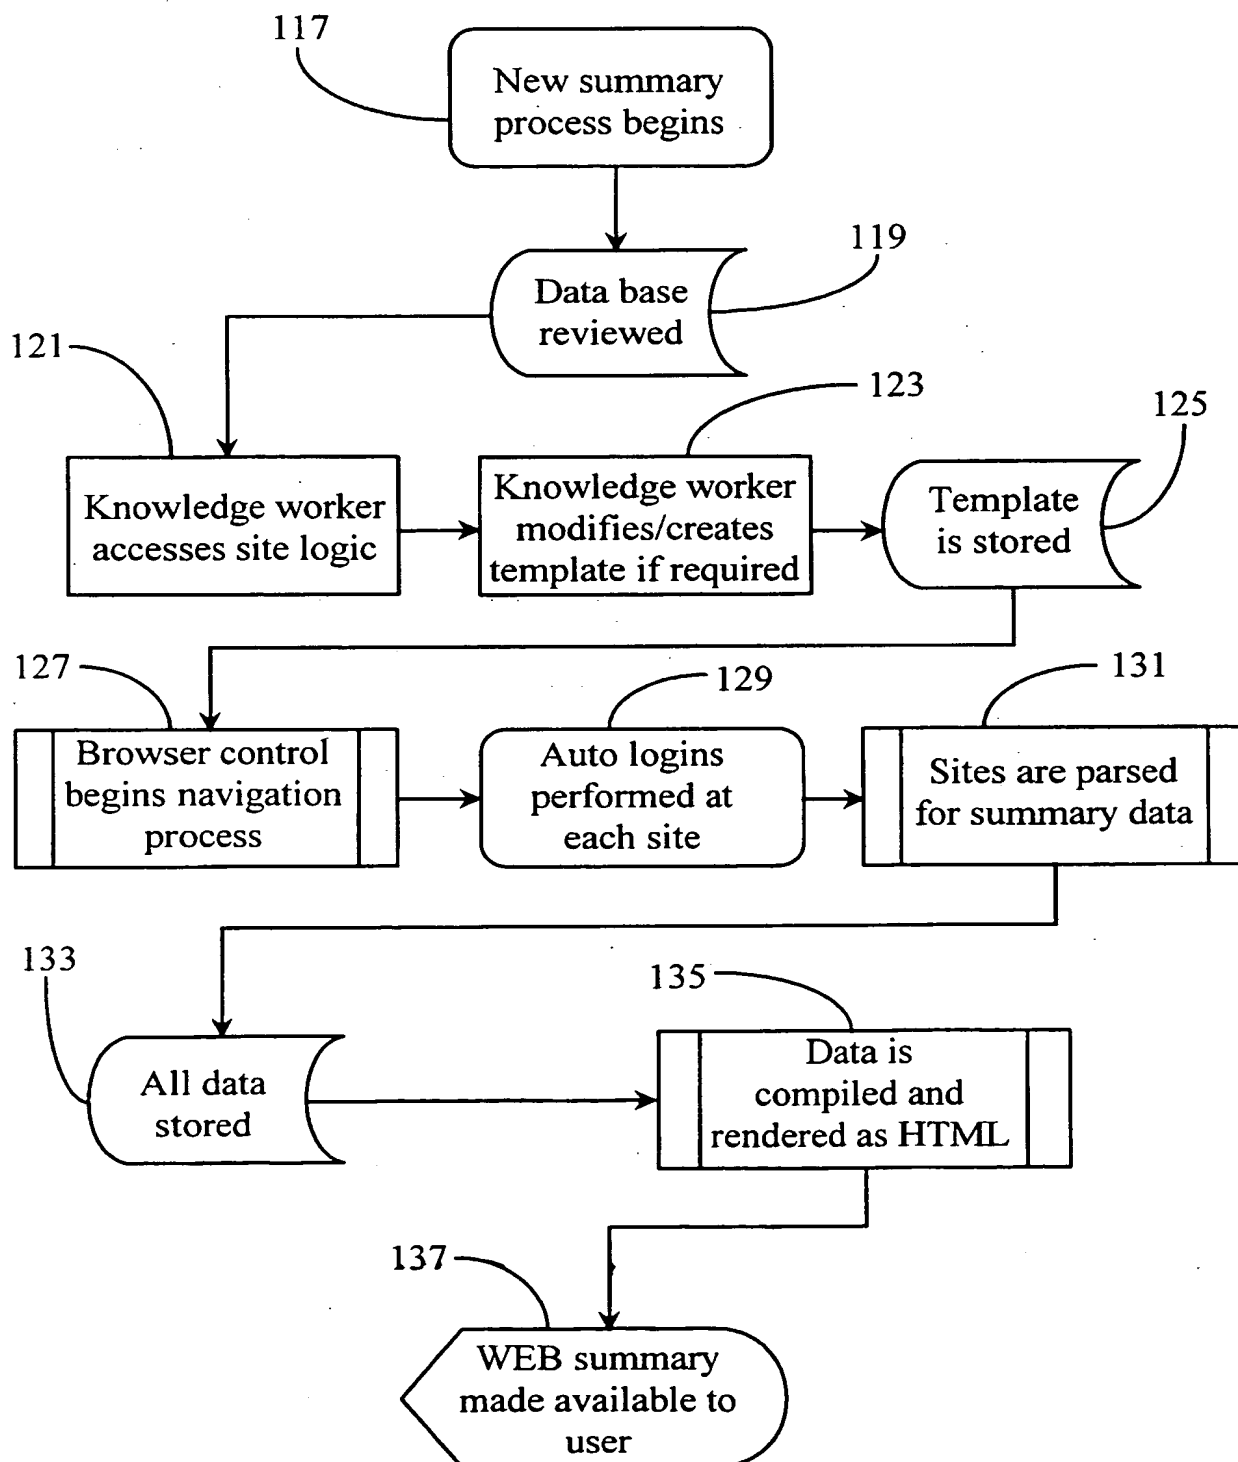 117
New summary
process begins
119
Data base
reviewed
121
123
125
Knowledge worker
accesses site logic
Knowledge worker
modifies/creates
template if required
Template
is stored
127
129
131
Browser control
begins navigation
process
Auto logins
performed at
each site
Sites are parsed
for summary data
133
135
All data
stored
Data is
compiled and
rendered as HTML
137
WEB summary
made available to
user